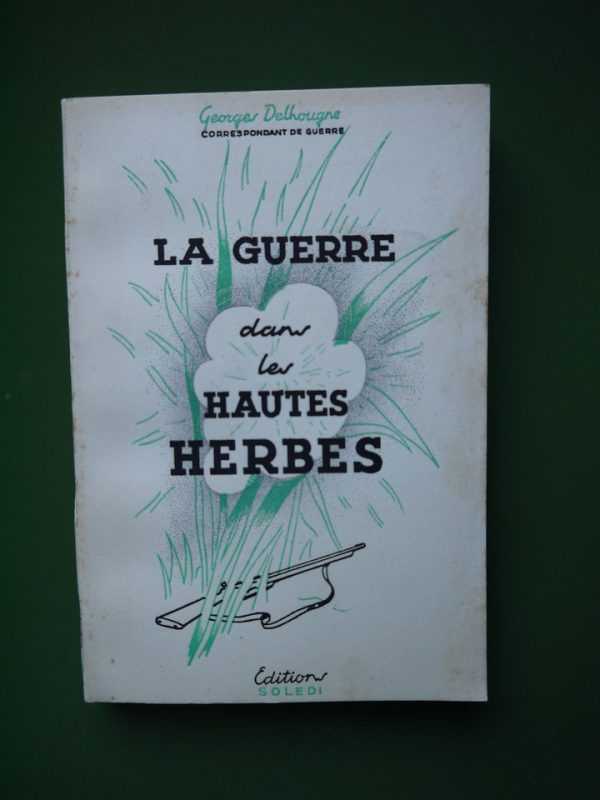 Georges Delhougne
CORRESPONDANT DE GUERRE
LA GUERRE
dans
les
HAUTES
HERBES
Editions
SOLEDI